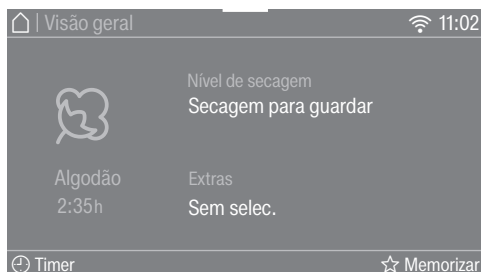 | Visão geral
11:02
Nível de secagem
Secagem para guardar
Algodão
2:35h
Extras
Sem selec.
Timer
Memorizar